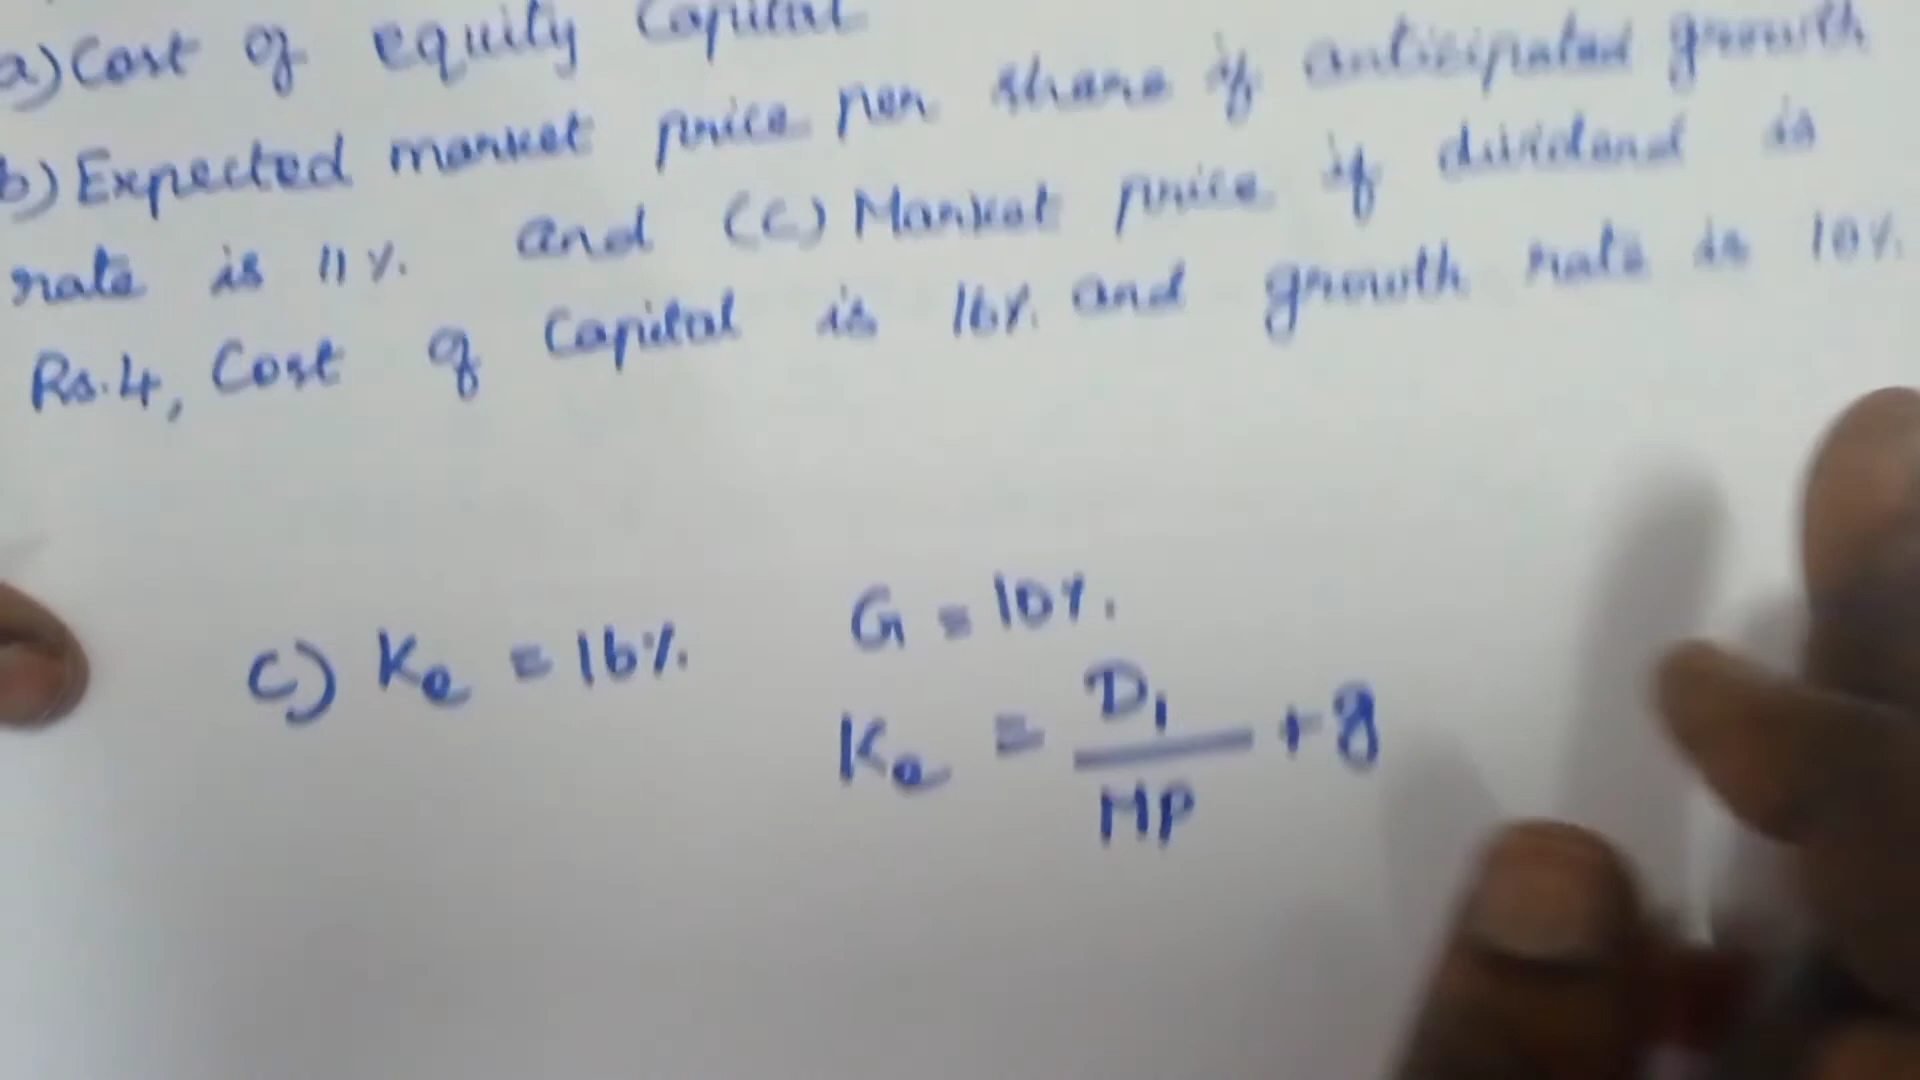 a) Cost of equity Capital
b) Expected market price per share if anticipated growth
rate is 11%. and (C) Market price if dividend is
Rs.4, Cost of Capital is 16%. and growth rate is 10%.
C) Ke = 16%. G = 10%.
Ke = D1
MP + g